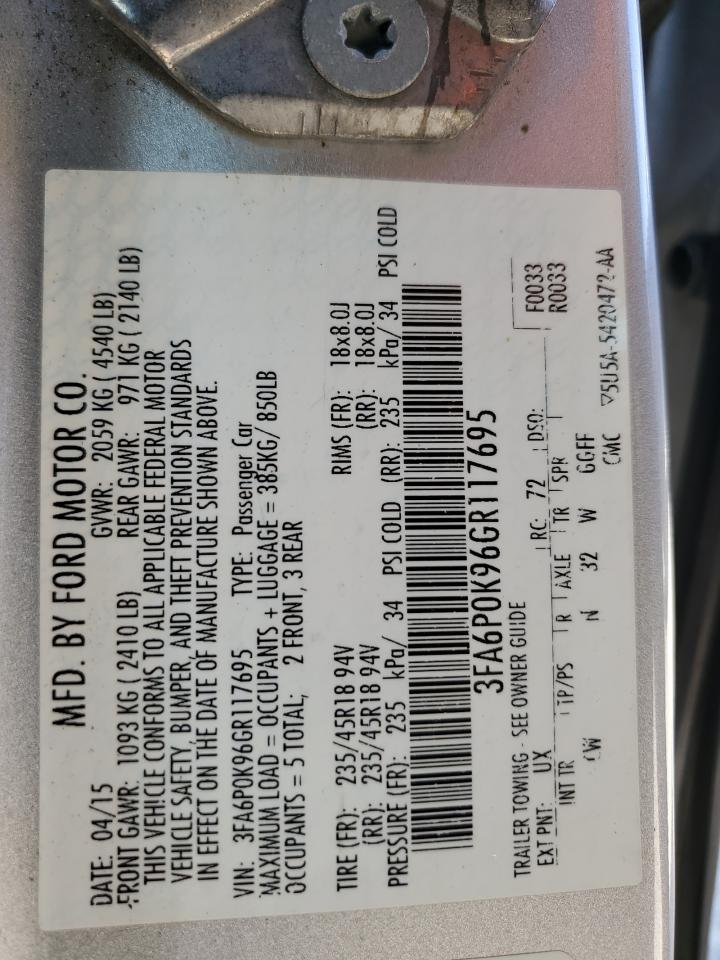 MFD. BY FORD MOTOR CO.
DATE: 04/15 GVWR: 2059 KG ( 4540 LB)
FRONT GAWR: 1093 KG ( 2410 LB) REAR GAWR: 971 KG ( 2140 LB)
THIS VEHICLE CONFORMS TO ALL APPLICABLE FEDERAL MOTOR
VEHICLE SAFETY, BUMPER, AND THEFT PREVENTION STANDARDS
IN EFFECT ON THE DATE OF MANUFACTURE SHOWN ABOVE.
VIN: 3FA6P0K96GR117695 TYPE: Passenger Car
MAXIMUM LOAD = OCCUPANTS + LUGGAGE = 385KG/ 850LB
OCCUPANTS = 5 TOTAL; 2 FRONT, 3 REAR
TIRE (FR): 235/45R18 94V RIMS (FR): 18x8.0J
(RR): 235/45R18 94V (RR): 18x8.0J
PRESSURE (FR): 235 kPa/ 34 PSI COLD (RR): 235 kPa/ 34 PSI COLD
3FA6P0K96GR117695
TRAILER TOWING - SEE OWNER GUIDE F0033
EXT PNT: UX RC: 72 DSO: R0033
INT TR TP/PS R AXLE TR SPR
CW N 32 W GGFF
CMC ▽5U5A-5420472-AA